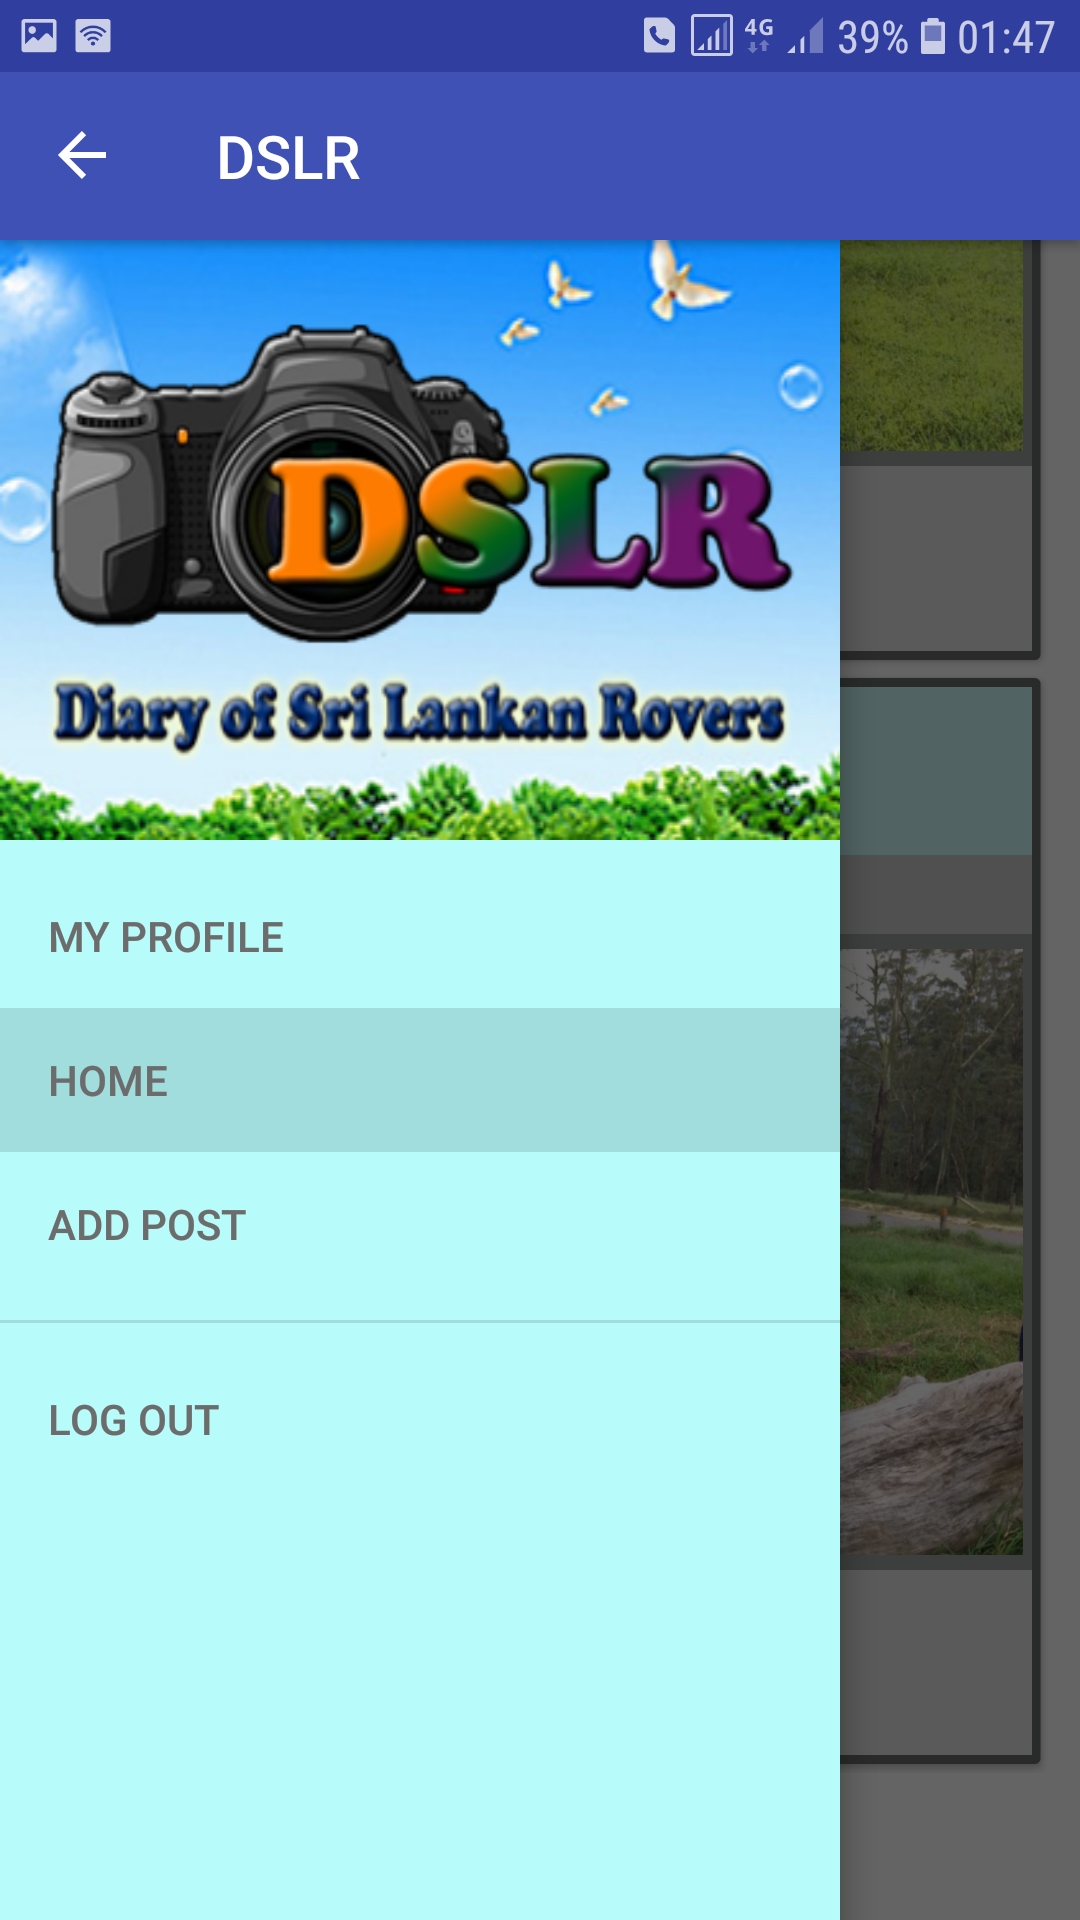 4G 39% 01:47
DSLR
DSLR
Diary of Sri Lankan Rovers
MY PROFILE
HOME
ADD POST
LOG OUT